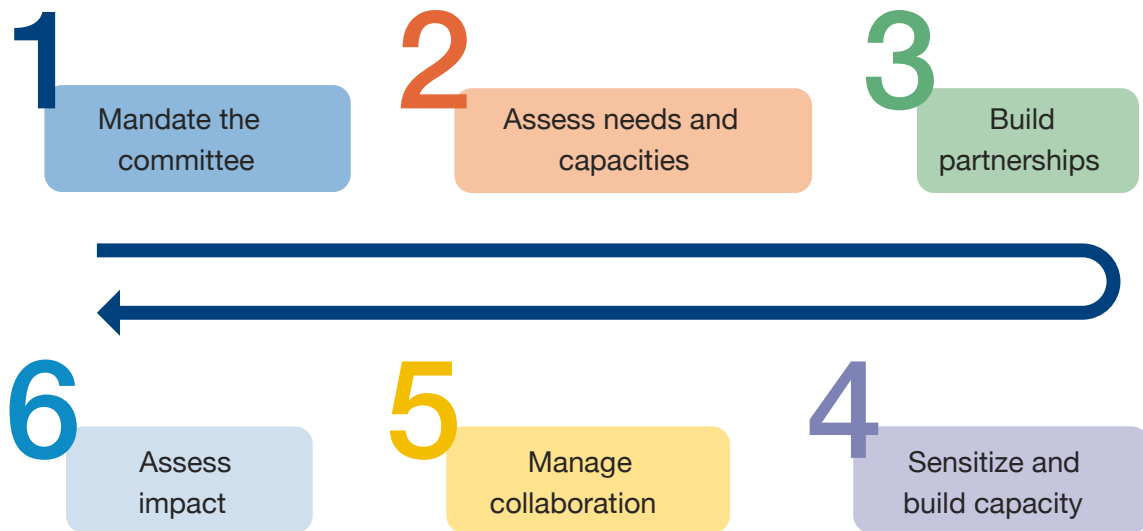 1
Mandate the
committee
2
Assess needs and
capacities
3
Build
partnerships
4
Sensitize and
build capacity
5
Manage
collaboration
6
Assess
impact